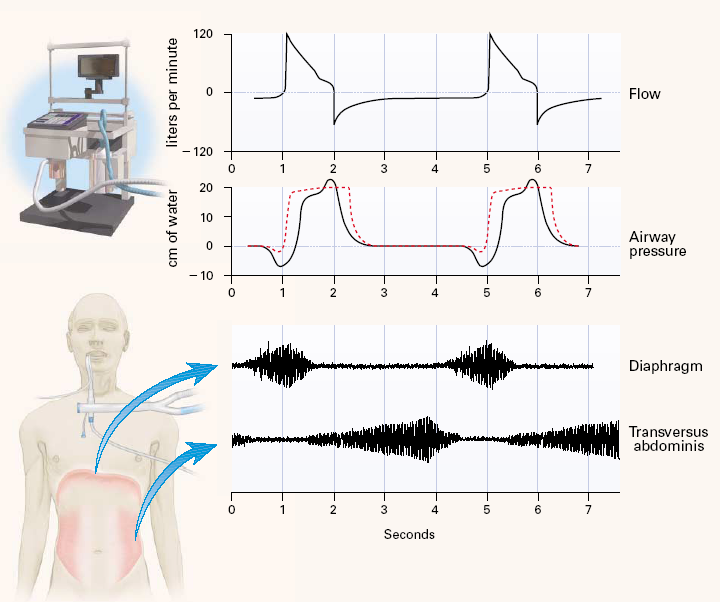 120
0
– 120
liters per minute
Flow
0 1 2 3 4 5 6 7
20
10
0
– 10
cm of water
Airway
pressure
0 1 2 3 4 5 6 7
Diaphragm
Transversus
abdominis
0 1 2 3 4 5 6 7
Seconds